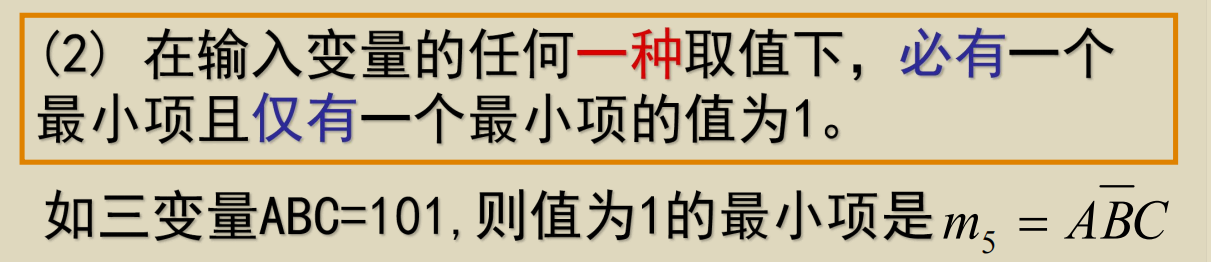 (2) 在输入变量的任何一种取值下，必有一个
最小项且仅有一个最小项的值为1。
如三变量ABC=101,则值为1的最小项是 m₅ = AB̅C